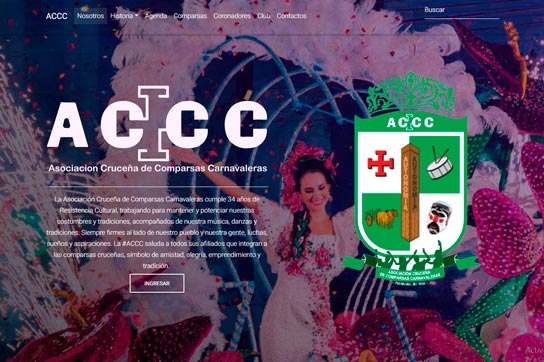 ACCC Nosotros Historia Agenda Comparsas Coronadores Club Contactos Buscar
ACCC
Asociación Cruceña de Comparsas Carnavaleras
La Asociación Cruceña de Comparsas Carnavaleras cumple 34 años de
Resistencia Cultural, trabajando para mantener y potenciar nuestras
costumbres y tradiciones, acompañados de nuestra música, danzas y
tradiciones. Siempre firmes al lado de nuestro pueblo y nuestra gente, luchas,
sueños y aspiraciones. La #ACCC saluda a todos sus afiliados que integran a
las comparsas cruceñas, símbolo de amistad, alegría, emprendimiento y
tradición.
INGRESAR
ACCC
AUTONOMÍA
ASOCIACIÓN CRUCEÑA
DE COMPARSAS CARNAVALERAS